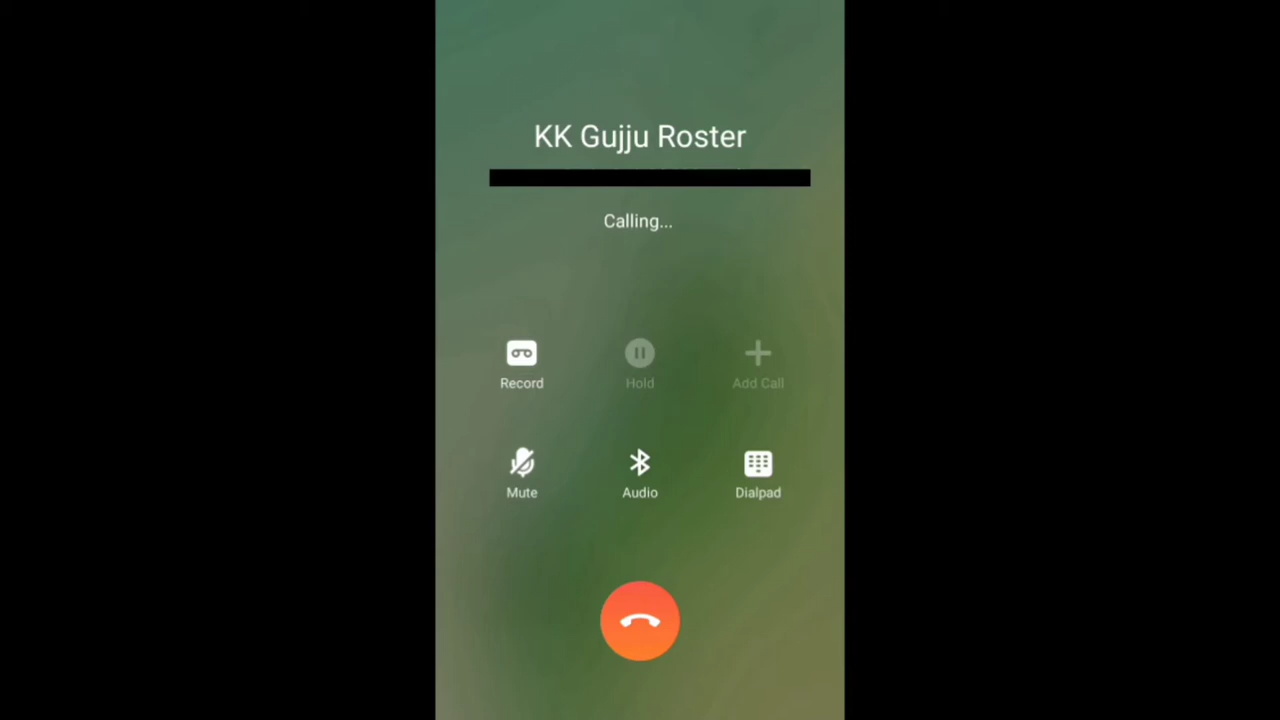 KK Gujju Roster
Calling...
Record
Hold
Add Call
Mute
Audio
Dialpad